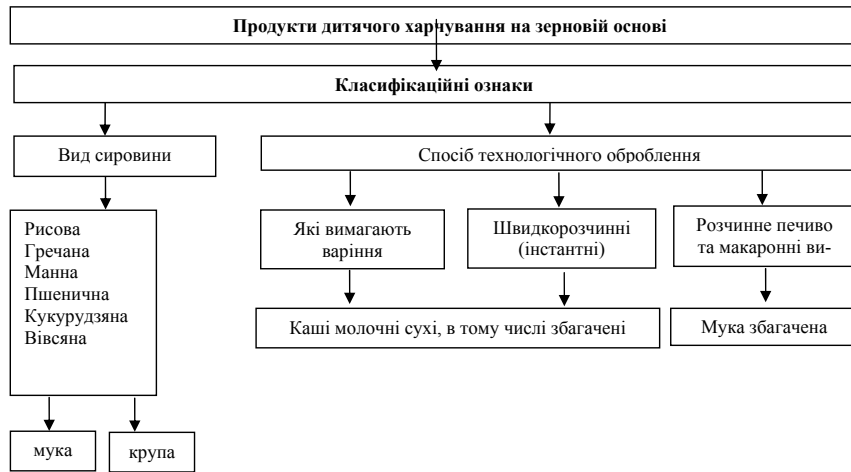 Продукти дитячого харчування на зерновій основі
Класифікаційні ознаки
Вид сировини
Спосіб технологічного оброблення
Рисова
Гречана
Манна
Пшенична
Кукурудзяна
Вівсяна
Які вимагають
варіння
Швидкорозчинні
(інстантні)
Розчинне печиво
та макаронні ви-
Каші молочні сухі, в тому числі збагачені
Мука збагачена
мука
крупа